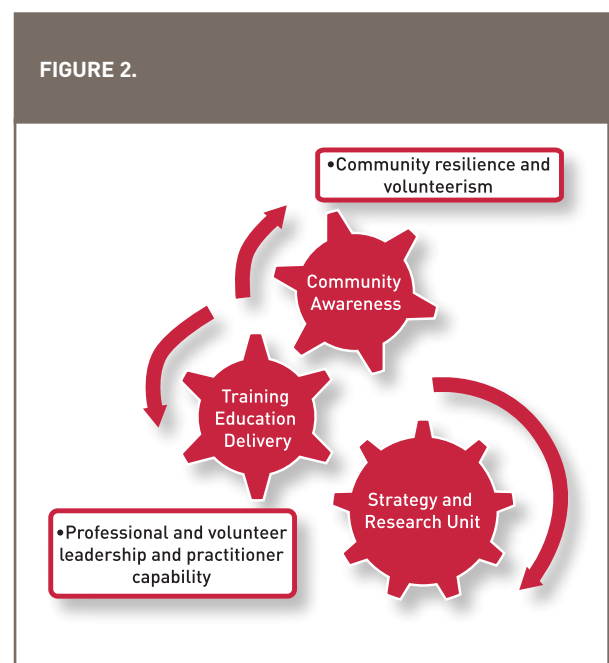 FIGURE 2.
•Community resilience and
volunteerism
Community
Awareness
Training
Education
Delivery
Strategy and
Research Unit
•Professional and volunteer
leadership and practitioner
capability